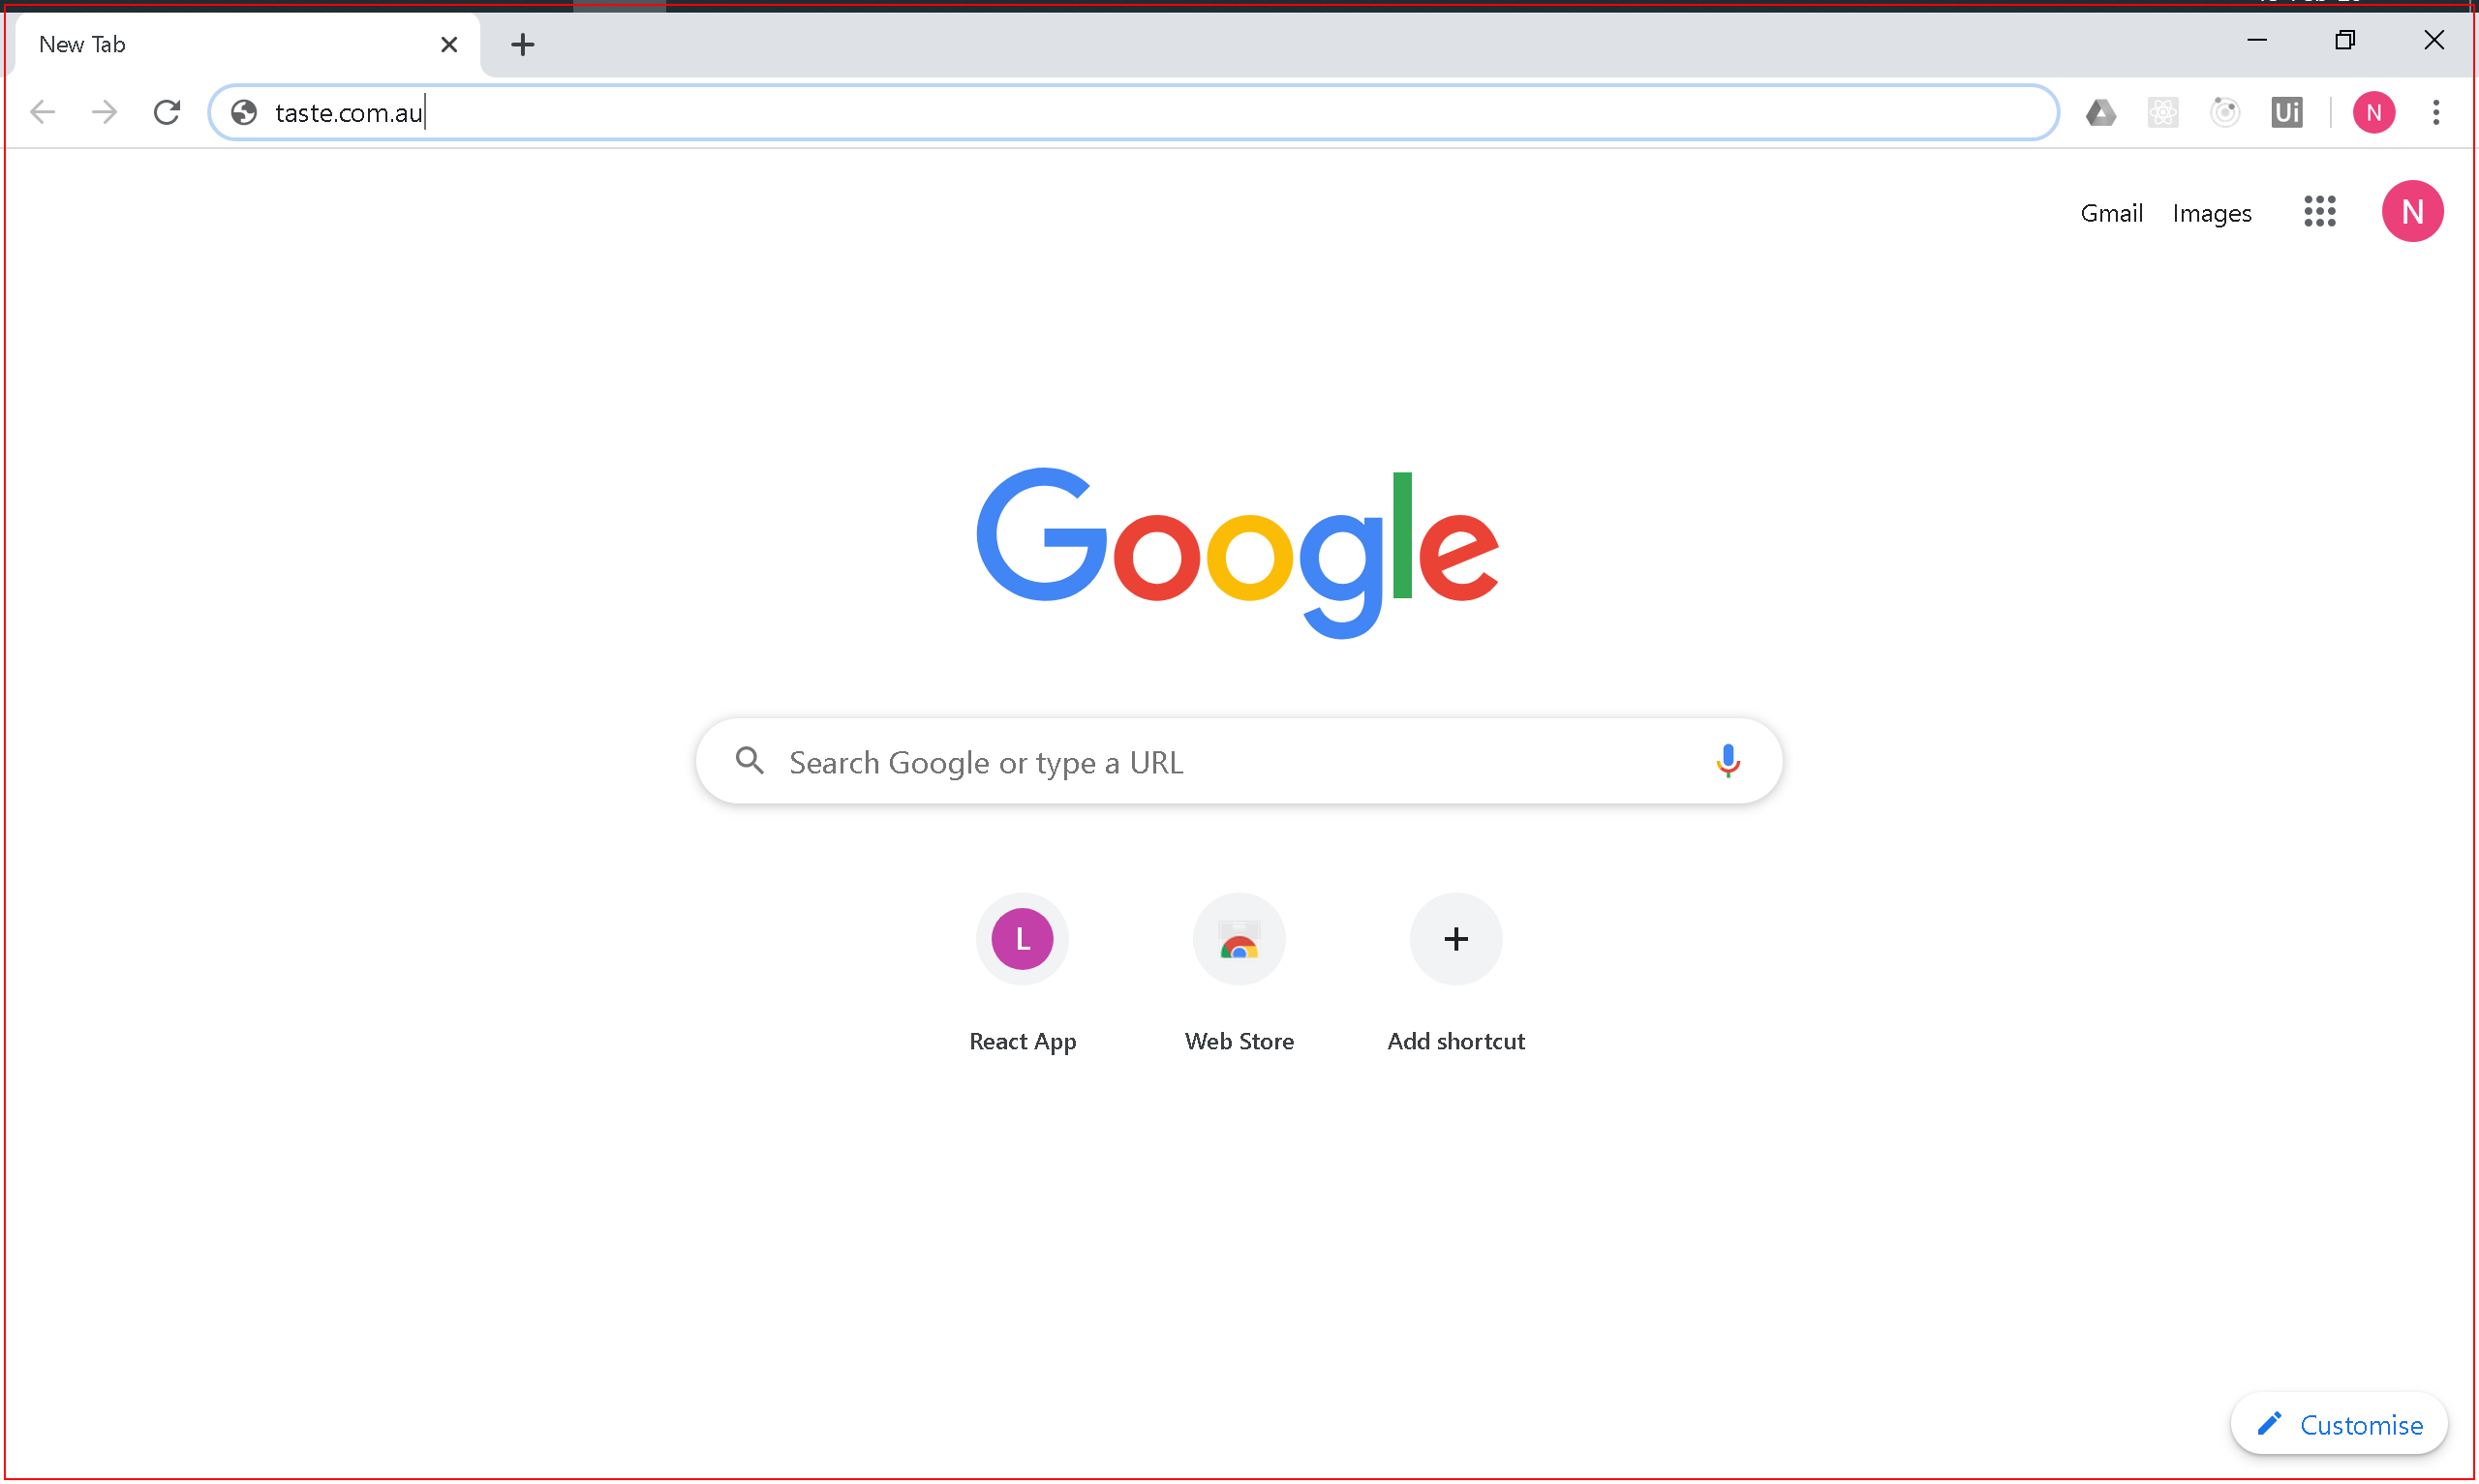 New Tab
taste.com.au
Ui
N
Gmail Images N
Google
Search Google or type a URL
L
React App Web Store Add shortcut
Customise